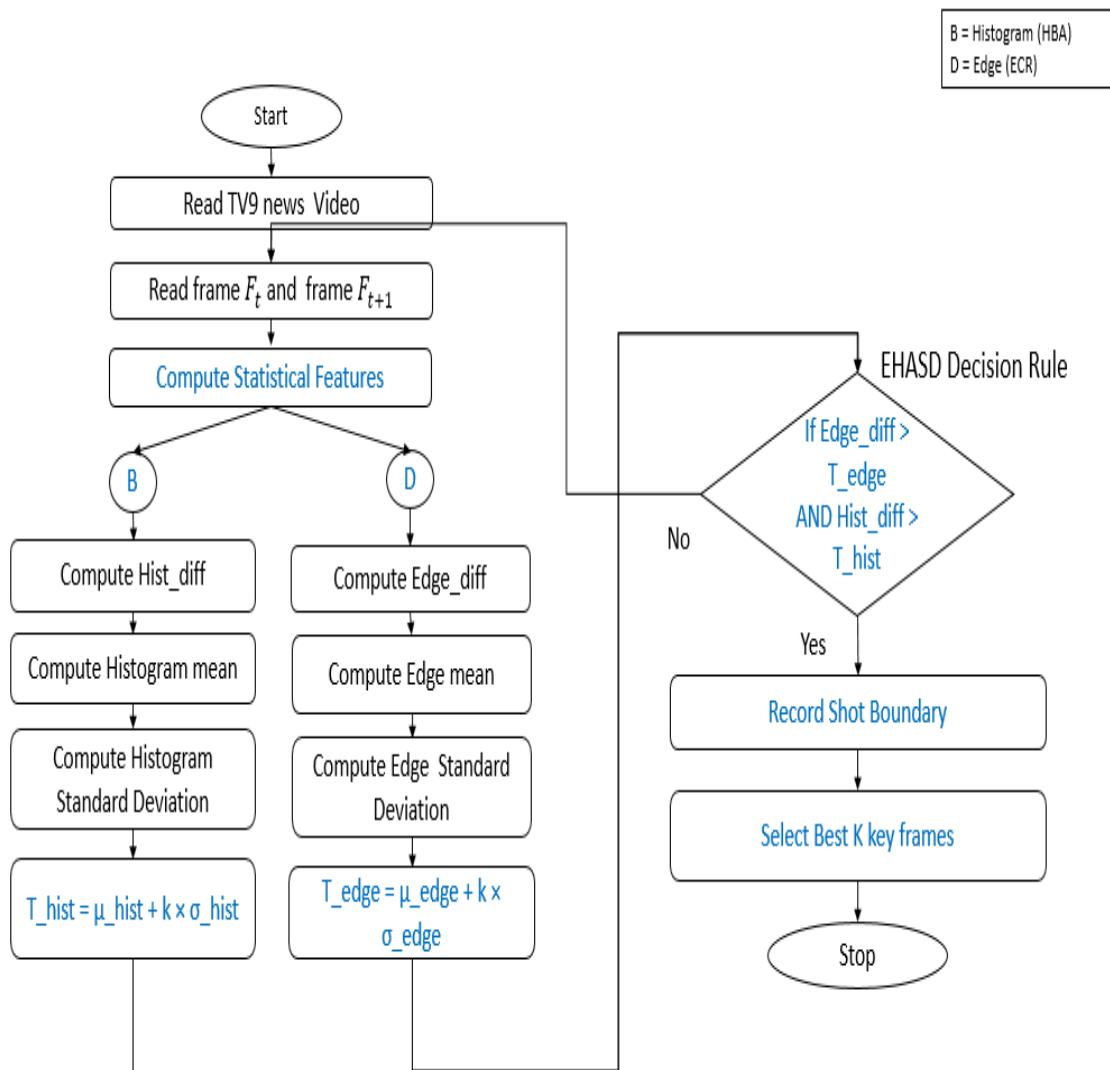 B = Histogram (HBA)
D = Edge (ECR)
Start
Read TV9 news Video
Read frame F_t and frame F_{t+1}
Compute Statistical Features
B
D
Compute Hist_diff
Compute Histogram mean
Compute Histogram
Standard Deviation
T_hist = μ_hist + k × σ_hist
Compute Edge_diff
Compute Edge mean
Compute Edge Standard
Deviation
T_edge = μ_edge + k ×
σ_edge
EHASD Decision Rule
If Edge_diff >
T_edge
AND Hist_diff >
T_hist
No
Yes
Record Shot Boundary
Select Best K key frames
Stop